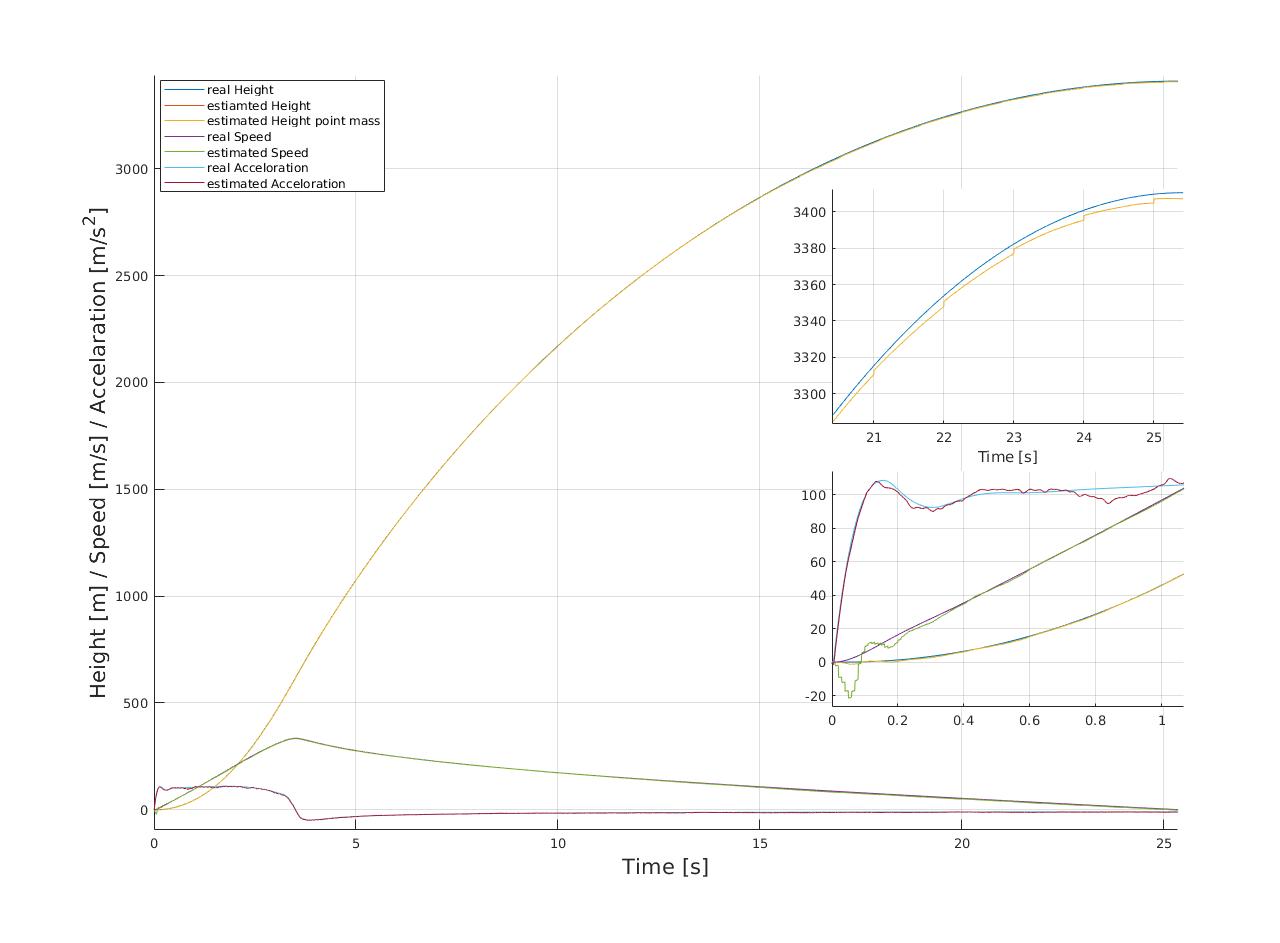 real Height
estiamted Height
estimated Height point mass
real Speed
estimated Speed
real Acceloration
estimated Acceloration
Height [m] / Speed [m/s] / Accelaration [m/s²]
3000
2500
2000
1500
1000
500
0
0 5 10 15 20 25
Time [s]
3400
3380
3360
3340
3320
3300
21 22 23 24 25
Time [s]
100
80
60
40
20
0
-20
0 0.2 0.4 0.6 0.8 1